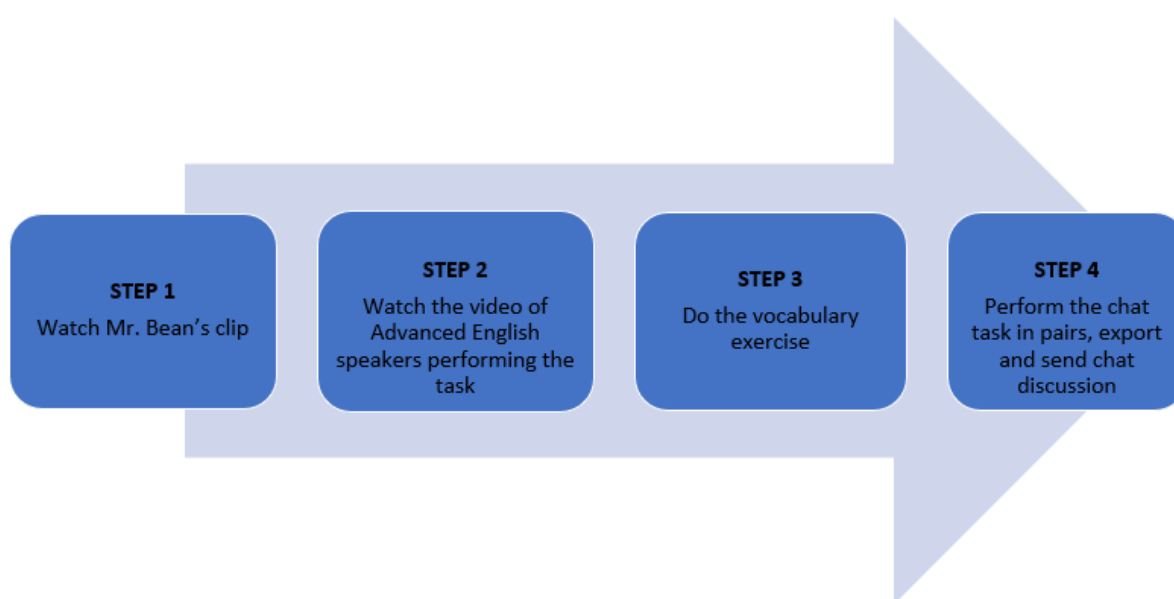 STEP 1
Watch Mr. Bean’s clip
STEP 2
Watch the video of
Advanced English
speakers performing the
task
STEP 3
Do the vocabulary
exercise
STEP 4
Perform the chat
task in pairs, export
and send chat
discussion